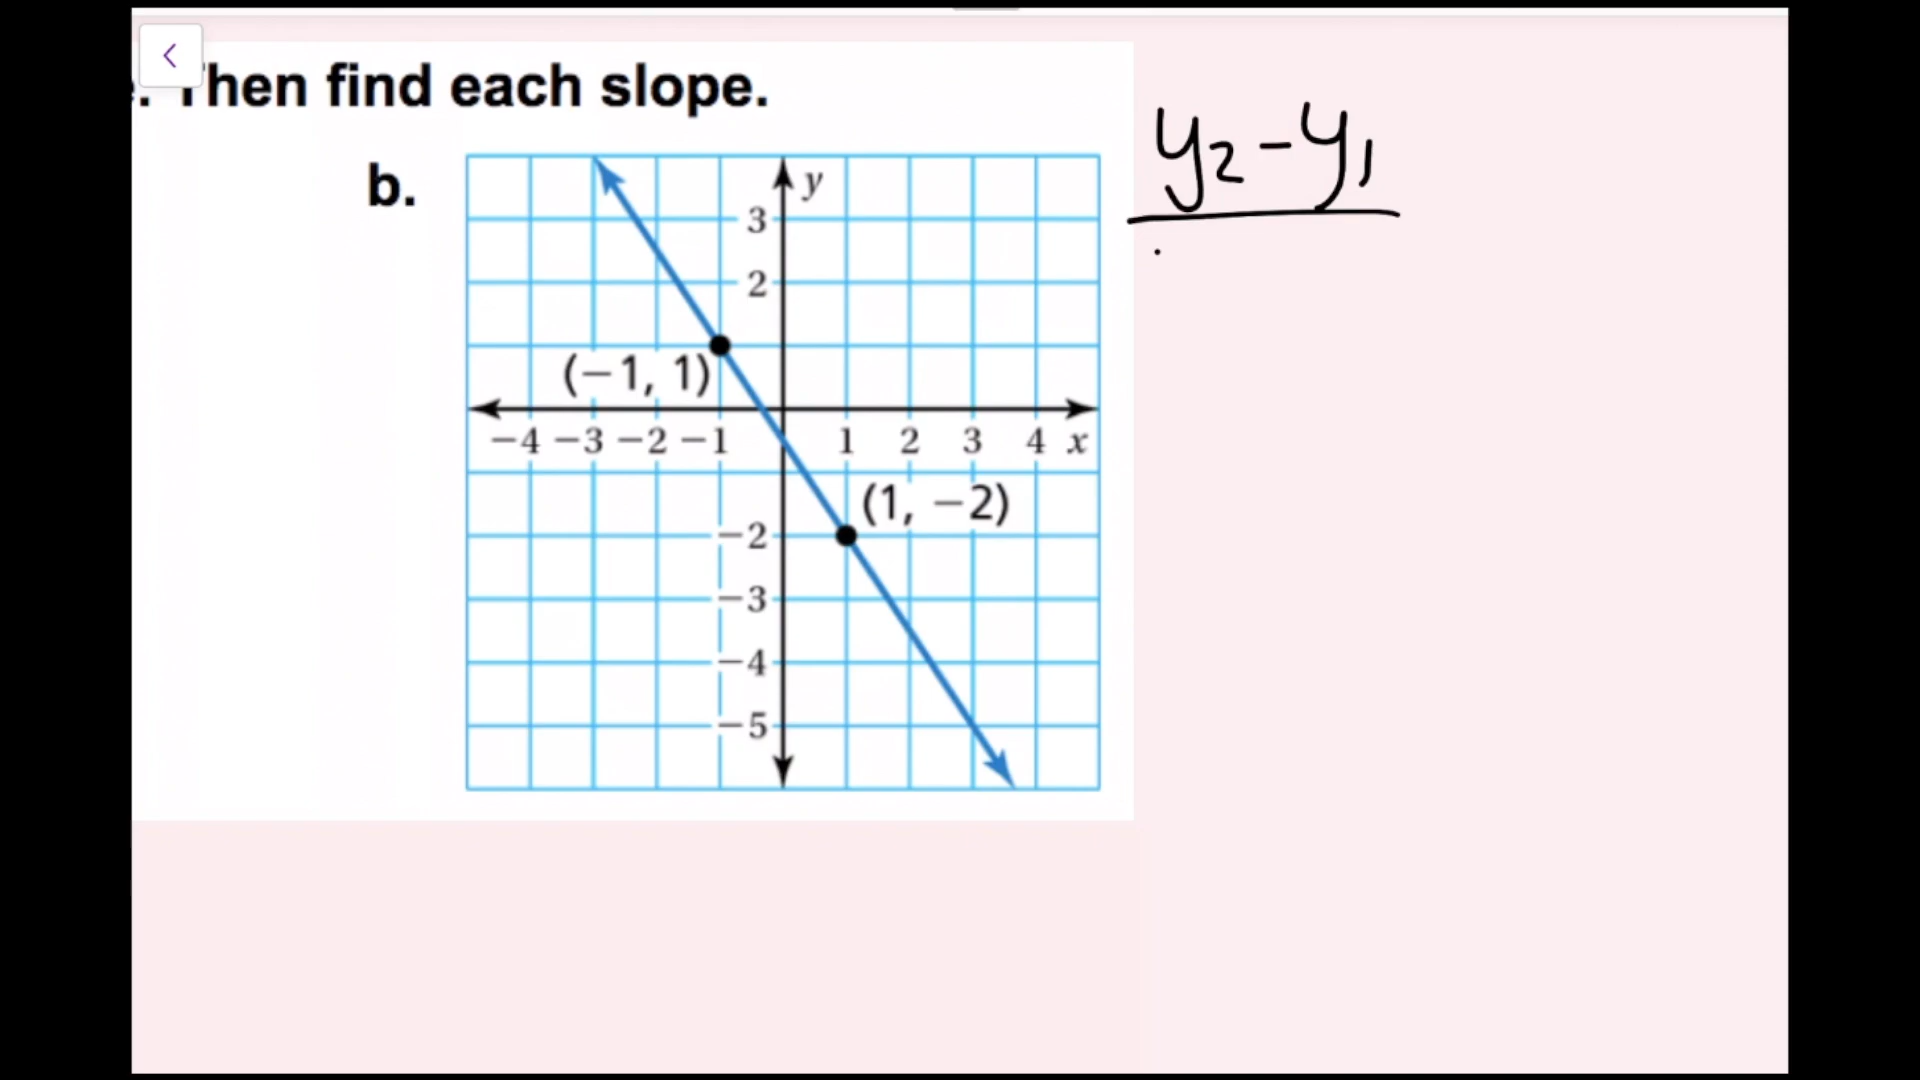 . Then find each slope.
b.
y₂-y₁
y
3
2
(−1, 1)
−4 −3 −2 −1 1 2 3 4 x
(1, −2)
−2
−3
−4
−5